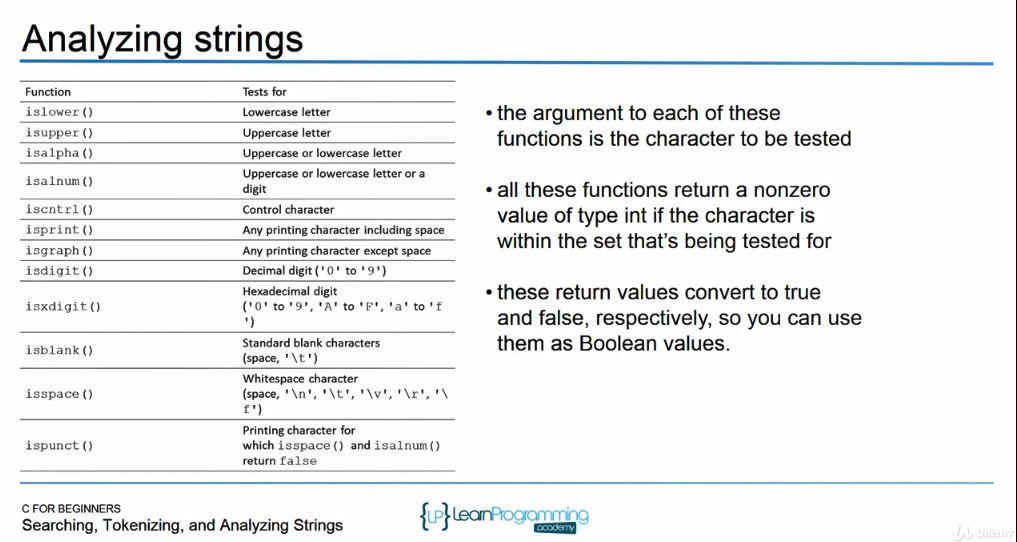 Analyzing strings
Function Tests for
islower() Lowercase letter
isupper() Uppercase letter
isalpha() Uppercase or lowercase letter
isalnum() Uppercase or lowercase letter or a
digit
iscntrl() Control character
isprint() Any printing character including space
isgraph() Any printing character except space
isdigit() Decimal digit ('0' to '9')
isxdigit() Hexadecimal digit
('0' to '9', 'A' to 'F', 'a' to 'f
')
isblank() Standard blank characters
(space, '\t')
isspace() Whitespace character
(space, '\n', '\t', '\v', '\r', '\
f')
ispunct() Printing character for
which isspace() and isalnum()
return false
• the argument to each of these
functions is the character to be tested
• all these functions return a nonzero
value of type int if the character is
within the set that’s being tested for
• these return values convert to true
and false, respectively, so you can use
them as Boolean values.
C FOR BEGINNERS
Searching, Tokenizing, and Analyzing Strings
{LP} LearnProgramming
academy
Udemy